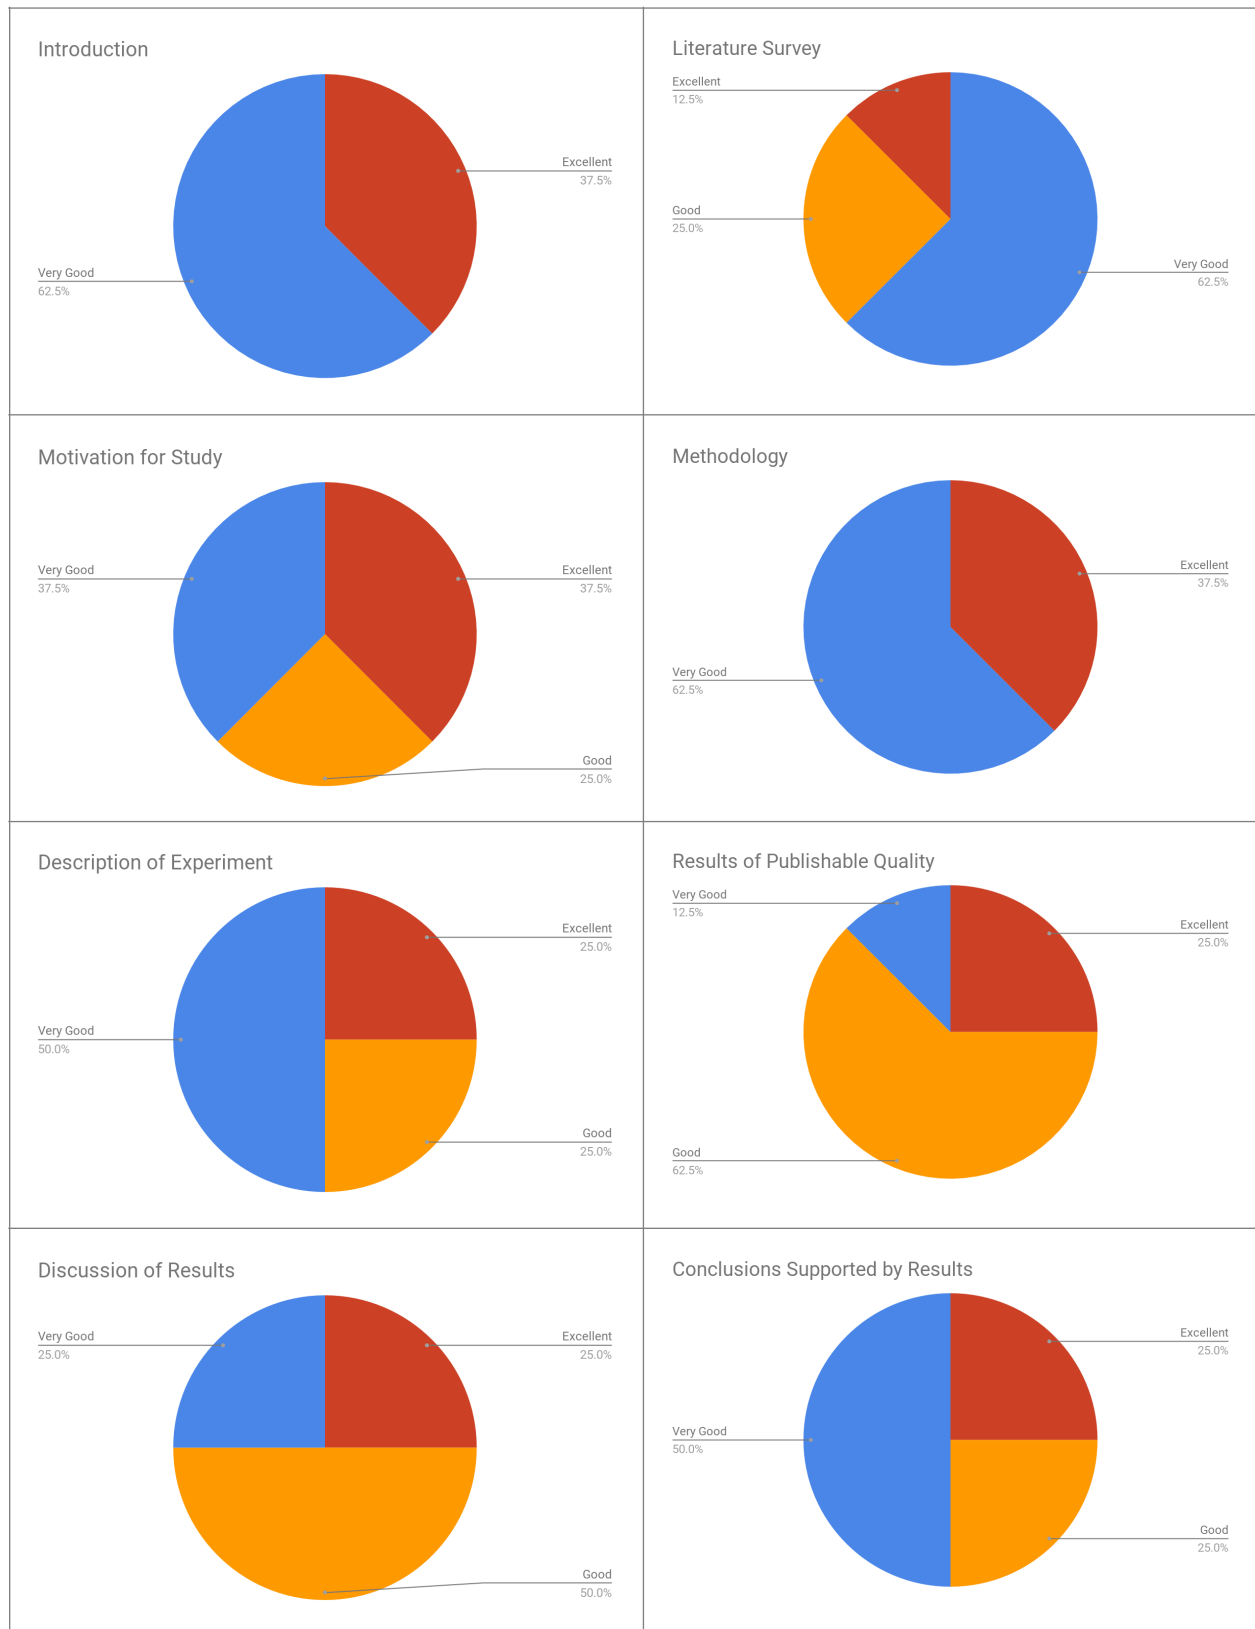 Introduction
Excellent
37.5%
Very Good
62.5%
Literature Survey
Excellent
12.5%
Good
25.0%
Very Good
62.5%
Motivation for Study
Very Good
37.5%
Excellent
37.5%
Good
25.0%
Methodology
Excellent
37.5%
Very Good
62.5%
Description of Experiment
Excellent
25.0%
Very Good
50.0%
Good
25.0%
Results of Publishable Quality
Very Good
12.5%
Excellent
25.0%
Good
62.5%
Discussion of Results
Very Good
25.0%
Excellent
25.0%
Good
50.0%
Conclusions Supported by Results
Excellent
25.0%
Very Good
50.0%
Good
25.0%